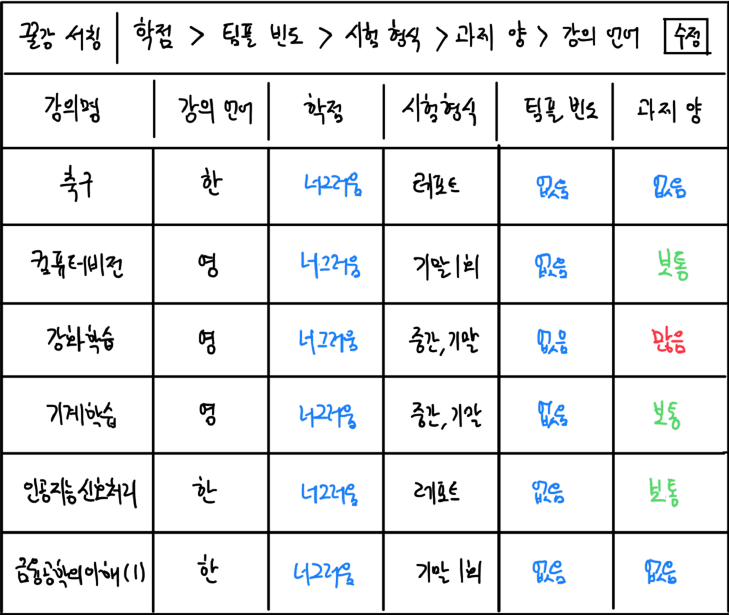 꿀강 서칭 학점 > 팀플 빈도 > 시험 형식 > 과제 양 > 강의 언어 수정
강의명 강의 언어 학점 시험형식 팀플 빈도 과제 양
축구 한 너그러움 레포트 없음 없음
컴퓨터비전 영 너그러움 기말 1회 없음 보통
강화학습 영 너그러움 중간, 기말 없음 많음
기계학습 영 너그러움 중간, 기말 없음 보통
인공지능신호처리 한 너그러움 레포트 없음 보통
금융공학의이해(1) 한 너그러움 기말 1회 없음 없음